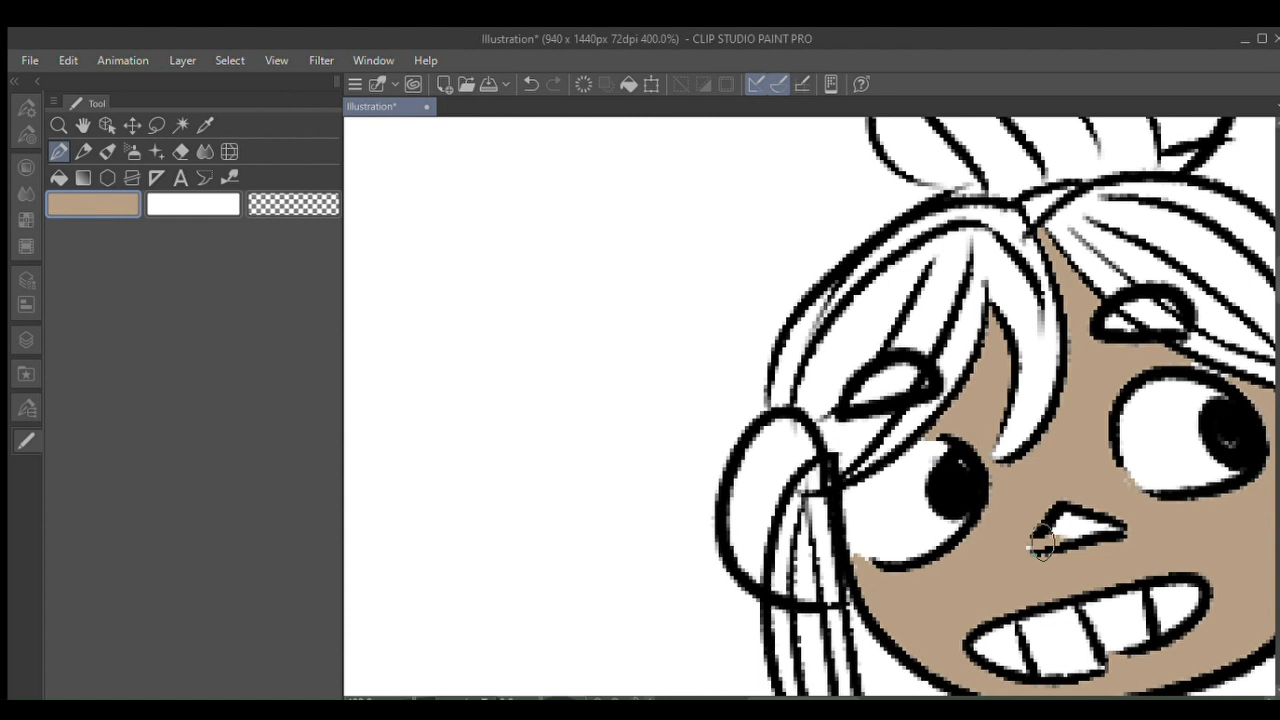 Illustration* (940 x 1440px 72dpi 400.0%) - CLIP STUDIO PAINT PRO
File Edit Animation Layer Select View Filter Window Help
Tool
Illustration*